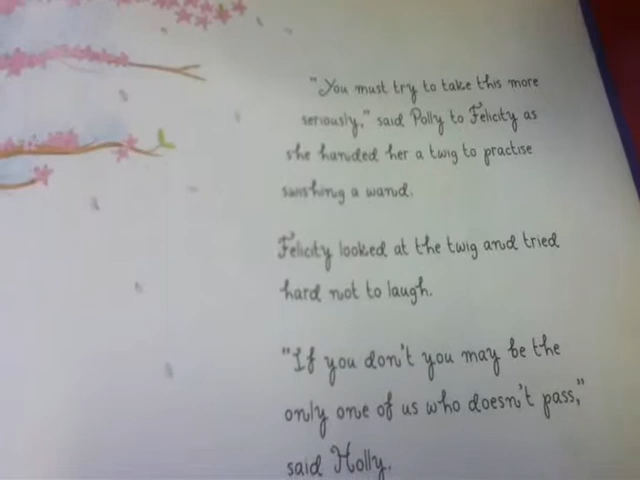 "You must try to take this more
seriously," said Polly to Felicity as
she handed her a twig to practise
swishing a wand.
Felicity looked at the twig and tried
hard not to laugh.
"If you don't you may be the
only one of us who doesn't pass,"
said Holly.